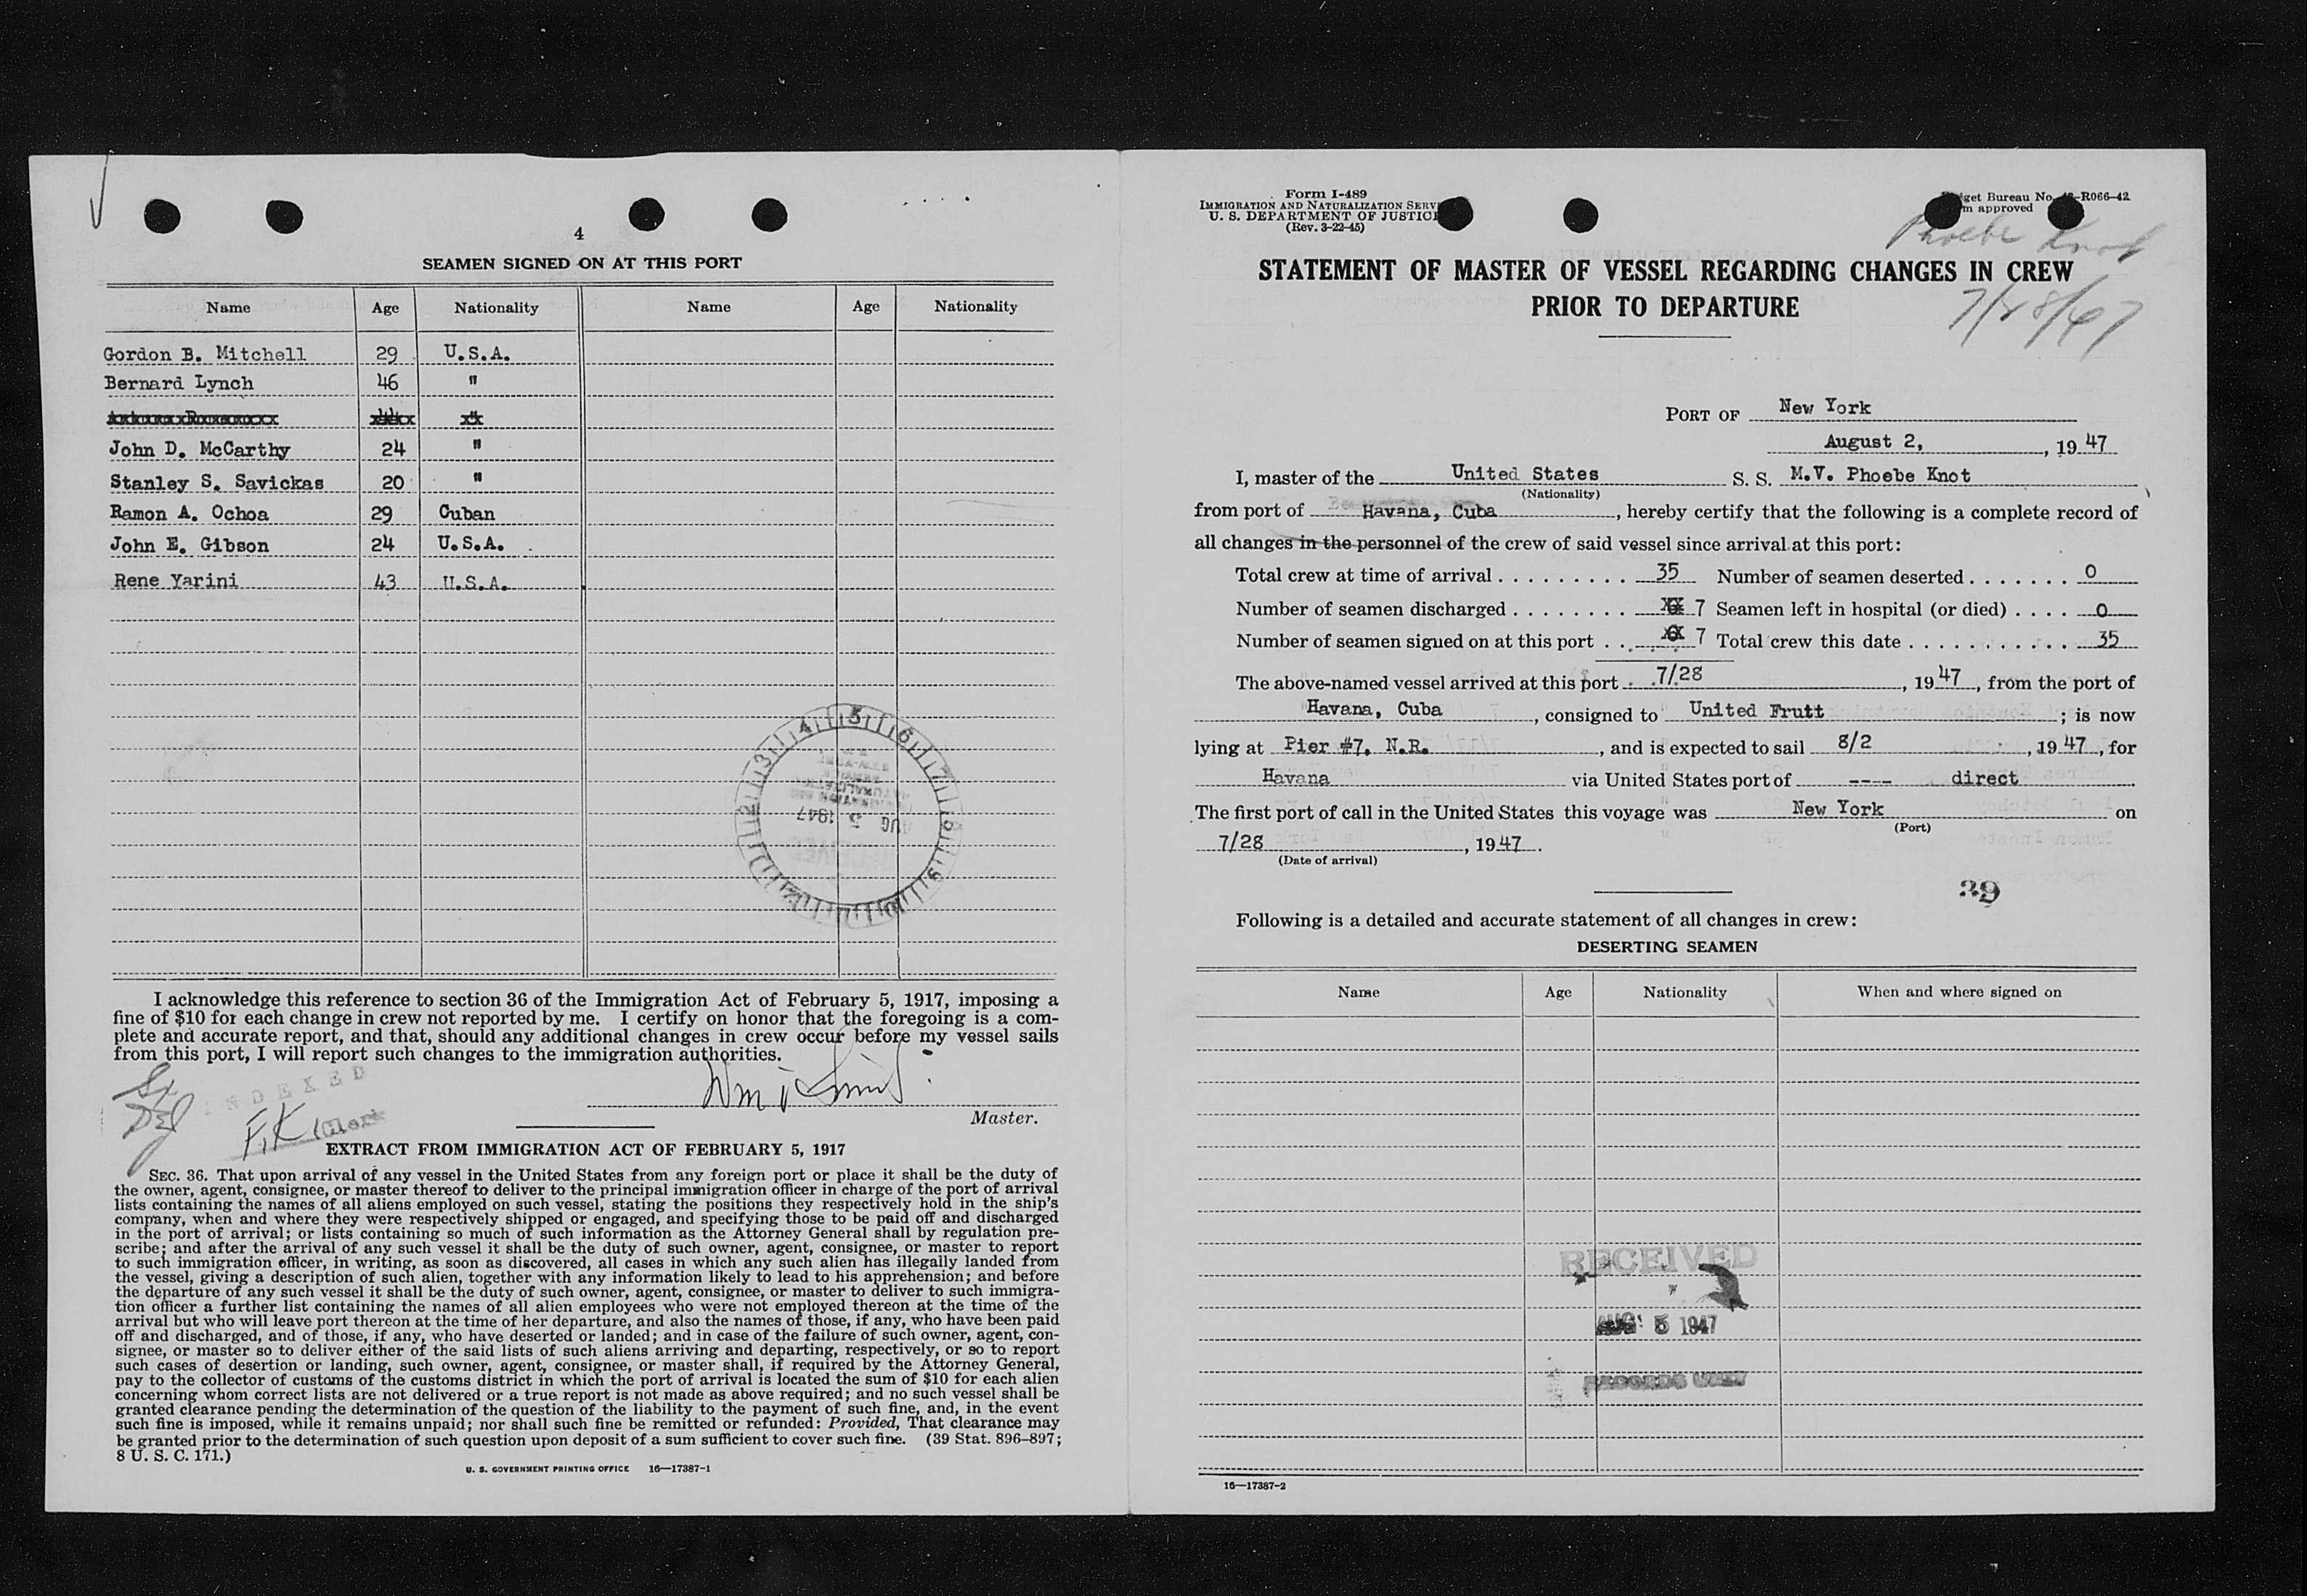 4
SEAMEN SIGNED ON AT THIS PORT
Name Age Nationality Name Age Nationality
Gordon B. Mitchell 29 U.S.A.
Bernard Lynch 46 "
John D. McCarthy 24 "
Stanley S. Savickas 20 "
Ramon A. Ochoa 29 Cuban
John E. Gibson 24 U.S.A.
Rene Yarini 43 U.S.A.
AUG 5 1947
I acknowledge this reference to section 36 of the Immigration Act of February 5, 1917, imposing a
fine of $10 for each change in crew not reported by me. I certify on honor that the foregoing is a com-
plete and accurate report, and that, should any additional changes in crew occur before my vessel sails
from this port, I will report such changes to the immigration authorities.
INDEXED
F.K Clerk
Master.
EXTRACT FROM IMMIGRATION ACT OF FEBRUARY 5, 1917
SEC. 36. That upon arrival of any vessel in the United States from any foreign port or place it shall be the duty of
the owner, agent, consignee, or master thereof to deliver to the principal immigration officer in charge of the port of arrival
lists containing the names of all aliens employed on such vessel, stating the positions they respectively hold in the ship's
company, when and where they were respectively shipped or engaged, and specifying those to be paid off and discharged
in the port of arrival; or lists containing so much of such information as the Attorney General shall by regulation pre-
scribe; and after the arrival of any such vessel it shall be the duty of such owner, agent, consignee, or master to report
to such immigration officer, in writing, as soon as discovered, all cases in which any such alien has illegally landed from
the vessel, giving a description of such alien, together with any information likely to lead to his apprehension; and before
the departure of any such vessel it shall be the duty of such owner, agent, consignee, or master to deliver to such immigra-
tion officer a further list containing the names of all alien employees who were not employed thereon at the time of the
arrival but who will leave port thereon at the time of her departure, and also the names of those, if any, who have been paid
off and discharged, and of those, if any, who have deserted or landed; and in case of the failure of such owner, agent, con-
signee, or master so to deliver either of the said lists of such aliens arriving and departing, respectively, or so to report
such cases of desertion or landing, such owner, agent, consignee, or master shall, if required by the Attorney General,
pay to the collector of customs of the customs district in which the port of arrival is located the sum of $10 for each alien
concerning whom correct lists are not delivered or a true report is not made as above required; and no such vessel shall be
granted clearance pending the determination of the question of the liability to the payment of such fine, and, in the event
such fine is imposed, while it remains unpaid; nor shall such fine be remitted or refunded: Provided, That clearance may
be granted prior to the determination of such question upon deposit of a sum sufficient to cover such fine. (39 Stat. 896–897;
8 U. S. C. 171.)
U. S. GOVERNMENT PRINTING OFFICE 16—17387-1
Form I-489
IMMIGRATION AND NATURALIZATION SERV
U. S. DEPARTMENT OF JUSTICE
(Rev. 3-22-45)
get Bureau No. -R066-42
m approved
Phoebe Knot
7/28/47
STATEMENT OF MASTER OF VESSEL REGARDING CHANGES IN CREW
PRIOR TO DEPARTURE
PORT OF New York
August 2, , 19 47
I, master of the United States S. S. M.V. Phoebe Knot
(Nationality)
from port of Havana, Cuba , hereby certify that the following is a complete record of
all changes in the personnel of the crew of said vessel since arrival at this port:
Total crew at time of arrival . . . . . . . . . 35 Number of seamen deserted . . . . . . . 0
Number of seamen discharged . . . . . . . . 7 Seamen left in hospital (or died) . . . . 0
Number of seamen signed on at this port . . 7 Total crew this date . . . . . . . . . . . 35
The above-named vessel arrived at this port 7/28 , 19 47 , from the port of
Havana, Cuba , consigned to United Frutt ; is now
lying at Pier #7, N.R. , and is expected to sail 8/2 , 19 47 , for
Havana via United States port of ---- direct
The first port of call in the United States this voyage was New York on
(Port)
7/28 , 19 47 .
(Date of arrival)
39
Following is a detailed and accurate statement of all changes in crew:
DESERTING SEAMEN
Name Age Nationality When and where signed on
RECEIVED
AUG 5 1947
RECORDS UNIT
16—17387-2